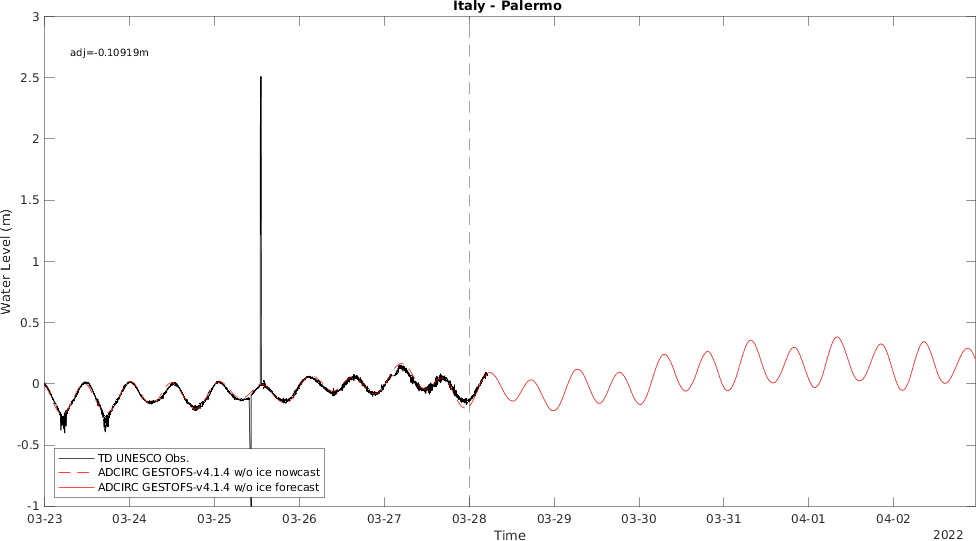 Italy - Palermo
adj=-0.10919m
3
2.5
2
1.5
1
0.5
0
-0.5
-1
Water Level (m)
TD UNESCO Obs.
ADCIRC GESTOFS-v4.1.4 w/o ice nowcast
ADCIRC GESTOFS-v4.1.4 w/o ice forecast
03-23 03-24 03-25 03-26 03-27 03-28 03-29 03-30 03-31 04-01 04-02
Time
2022